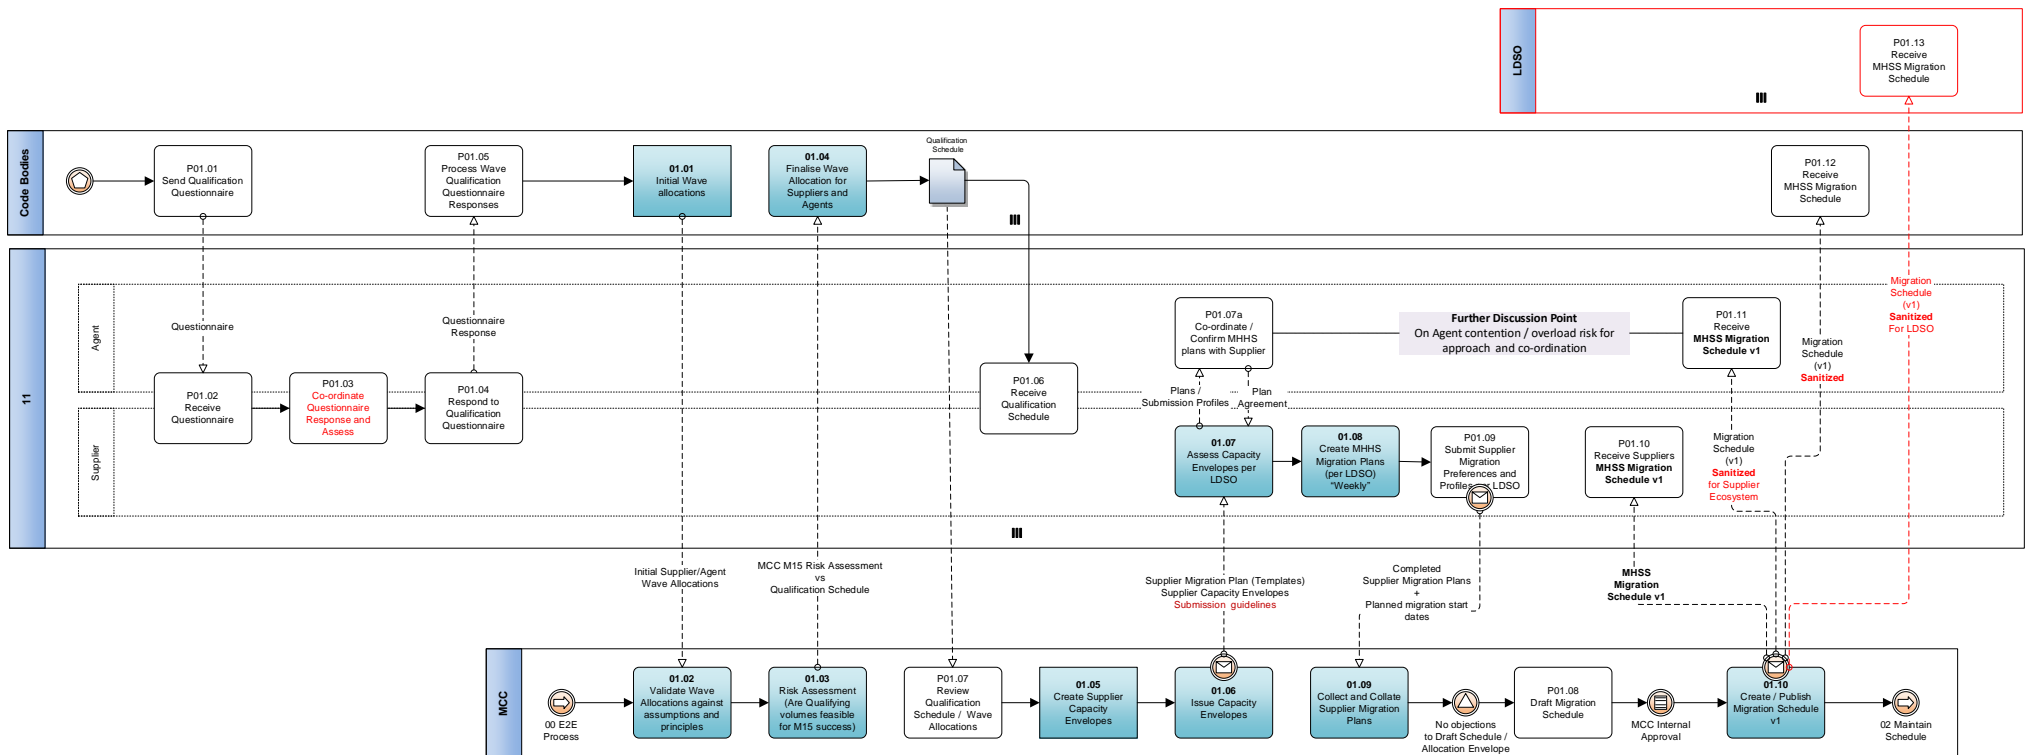 LDSO
P01.13
Receive
MHSS Migration
Schedule
Code Bodies
P01.01
Send Qualification
Questionnaire
P01.05
Process Wave
Qualification
Questionnaire
Responses
01.01
Initial Wave
allocations
01.04
Finalise Wave
Allocation for
Suppliers and
Agents
Qualification
Schedule
P01.12
Receive
MHSS Migration
Schedule
11
Agent
Supplier
Questionnaire
Questionnaire
Response
P01.02
Receive
Questionnaire
P01.03
Co-ordinate
Questionnaire
Response and
Assess
P01.04
Respond to
Qualification
Questionnaire
P01.06
Receive
Qualification
Schedule
P01.07a
Co-ordinate /
Confirm MHHS
plans with Supplier
Further Discussion Point
On Agent contention / overload risk for
approach and co-ordination
P01.11
Receive
MHSS Migration
Schedule v1
Migration
Schedule
(v1)
Sanitized
Migration
Schedule
(v1)
Sanitized
For LDSO
Plans /
Submission Profiles
Plan
Agreement
01.07
Assess Capacity
Envelopes per
LDSO
01.08
Create MHHS
Migration Plans
(per LDSO)
"Weekly"
P01.09
Submit Supplier
Migration
Preferences and
Profiles per LDSO
P01.10
Receive Suppliers
MHSS Migration
Schedule v1
Migration
Schedule
(v1)
Sanitized
for Supplier
Ecosystem
Initial Supplier/Agent
Wave Allocations
MCC M15 Risk Assessment
vs
Qualification Schedule
Supplier Migration Plan (Templates)
Supplier Capacity Envelopes
Submission guidelines
Completed
Supplier Migration Plans
+
Planned migration start
dates
MHSS
Migration
Schedule v1
MCC
00 E2E
Process
01.02
Validate Wave
Allocations against
assumptions and
principles
01.03
Risk Assessment
(Are Qualifying
volumes feasible
for M15 success)
P01.07
Review
Qualification
Schedule / Wave
Allocations
01.05
Create Supplier
Capacity
Envelopes
01.06
Issue Capacity
Envelopes
01.09
Collect and Collate
Supplier Migration
Plans
No objections
to Draft Schedule /
Allocation Envelope
P01.08
Draft Migration
Schedule
MCC Internal
Approval
01.10
Create / Publish
Migration Schedule
v1
02 Maintain
Schedule